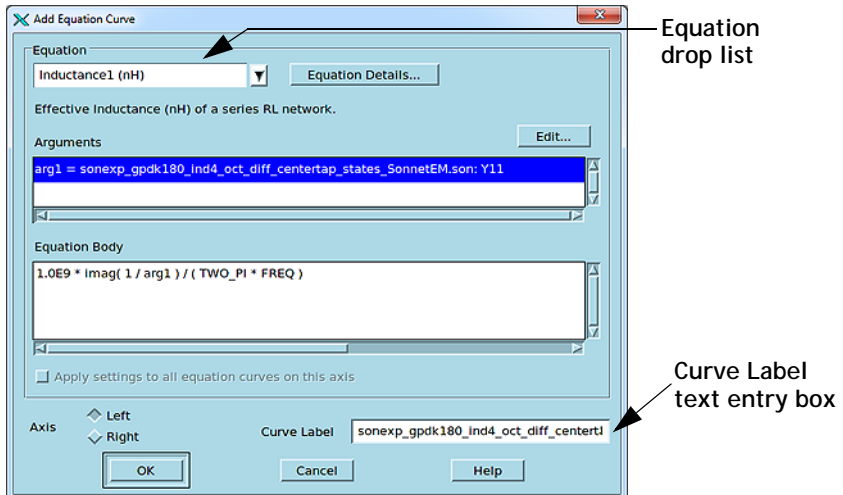 Add Equation Curve
Equation
Inductance1 (nH)
Equation Details...
Effective Inductance (nH) of a series RL network.
Arguments
Edit...
arg1 = sonexp_gpdk180_ind4_oct_diff_centertap_states_SonnetEM.son: Y11
Equation Body
1.0E9 * imag( 1 / arg1 ) / ( TWO_PI * FREQ )
Apply settings to all equation curves on this axis
Axis
Left
Right
Curve Label
sonexp_gpdk180_ind4_oct_diff_centert
OK
Cancel
Help
Equation
drop list
Curve Label
text entry box